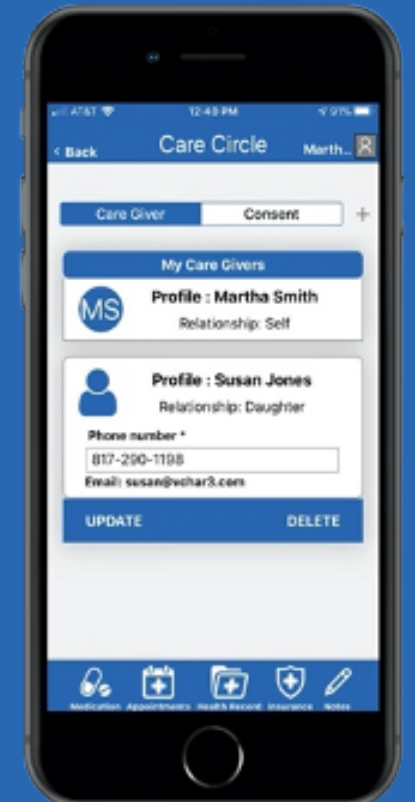 AT&T 12:49 PM 91%
< Back Care Circle Marth...
Care Giver Consent +
My Care Givers
MS Profile : Martha Smith
Relationship: Self
Profile : Susan Jones
Relationship: Daughter
Phone number *
817-290-1198
Email: susan@vchar3.com
UPDATE DELETE
Medication Appointments Health Record Insurance Notes